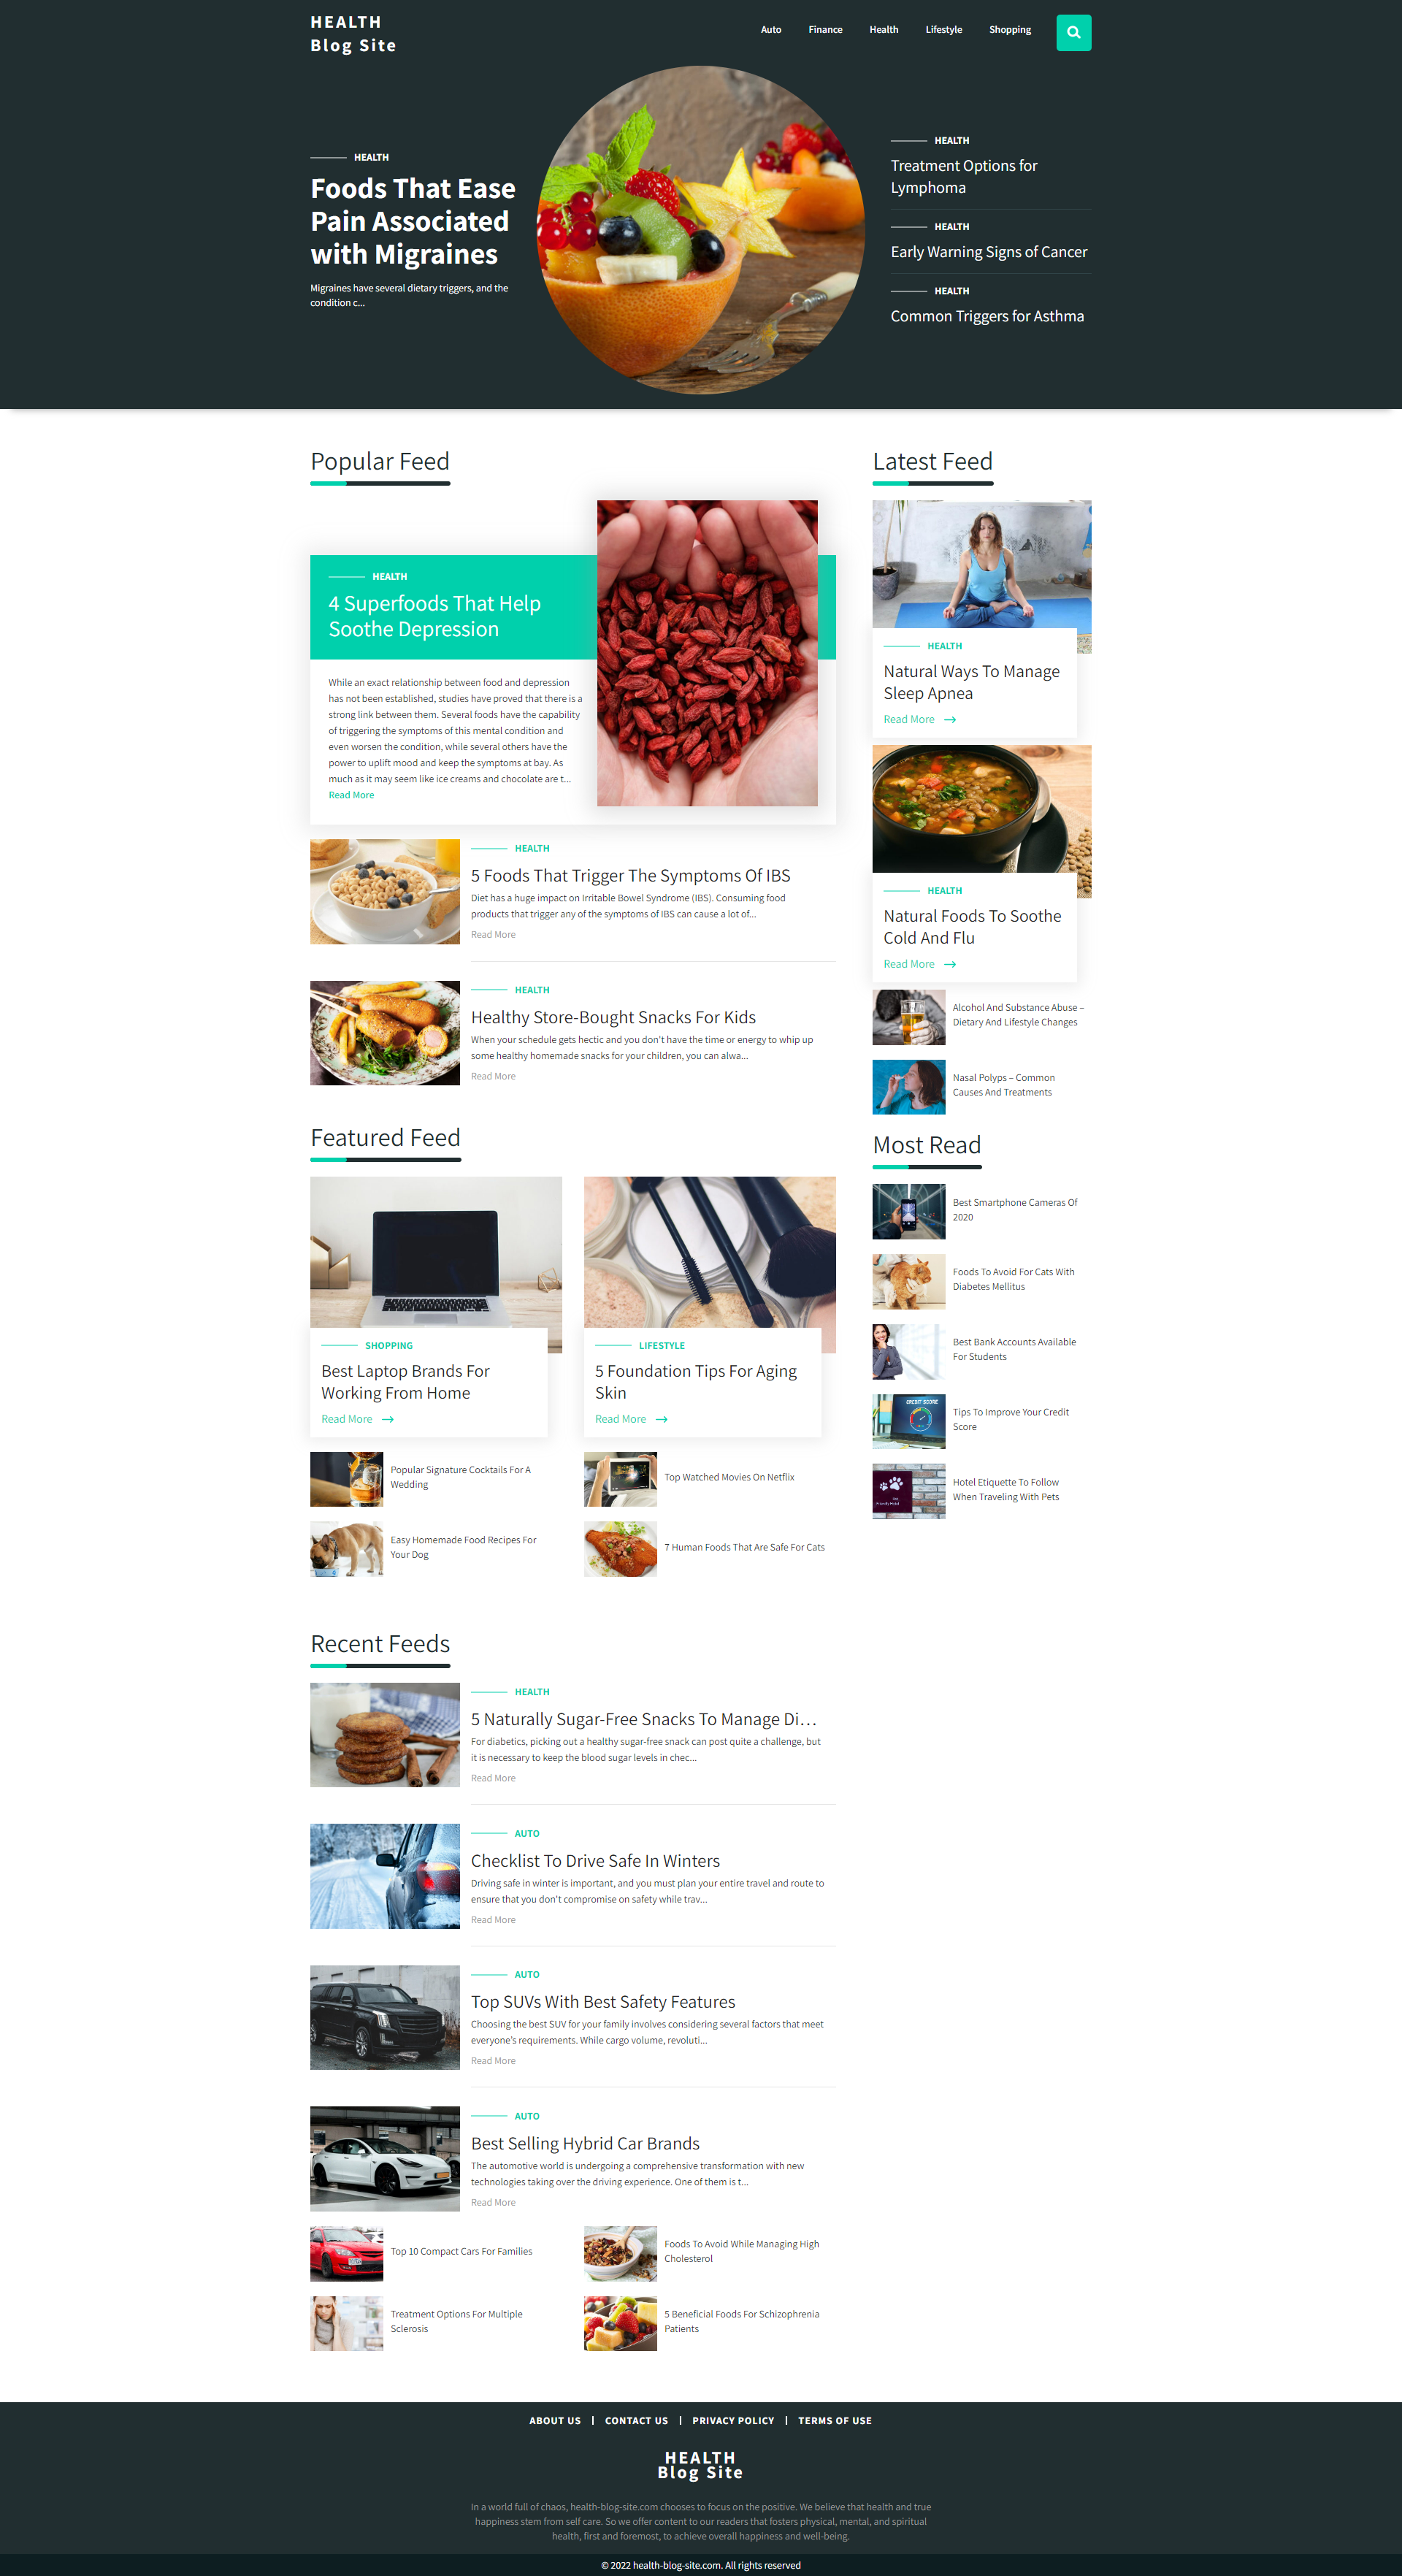 HEALTH
Blog Site
Auto
Finance
Health
Lifestyle
Shopping
HEALTH
Foods That Ease
Pain Associated
with Migraines
Migraines have several dietary triggers, and the
condition c...
HEALTH
Treatment Options for
Lymphoma
HEALTH
Early Warning Signs of Cancer
HEALTH
Common Triggers for Asthma
Popular Feed
HEALTH
4 Superfoods That Help
Soothe Depression
While an exact relationship between food and depression
has not been established, studies have proved that there is a
strong link between them. Several foods have the capability
of triggering the symptoms of this mental condition and
even worsen the condition, while several others have the
power to uplift mood and keep the symptoms at bay. As
much as it may seem like ice creams and chocolate are t...
Read More
HEALTH
5 Foods That Trigger The Symptoms Of IBS
Diet has a huge impact on Irritable Bowel Syndrome (IBS). Consuming food
products that trigger any of the symptoms of IBS can cause a lot of...
Read More
HEALTH
Healthy Store-Bought Snacks For Kids
When your schedule gets hectic and you don't have the time or energy to whip up
some healthy homemade snacks for your children, you can alwa...
Read More
Latest Feed
HEALTH
Natural Ways To Manage
Sleep Apnea
Read More
HEALTH
Natural Foods To Soothe
Cold And Flu
Read More
Alcohol And Substance Abuse –
Dietary And Lifestyle Changes
Nasal Polyps – Common
Causes And Treatments
Featured Feed
SHOPPING
Best Laptop Brands For
Working From Home
Read More
LIFESTYLE
5 Foundation Tips For Aging
Skin
Read More
Popular Signature Cocktails For A
Wedding
Top Watched Movies On Netflix
Easy Homemade Food Recipes For
Your Dog
7 Human Foods That Are Safe For Cats
Most Read
Best Smartphone Cameras Of
2020
Foods To Avoid For Cats With
Diabetes Mellitus
Best Bank Accounts Available
For Students
CREDIT SCORE
Tips To Improve Your Credit
Score
Hotel Etiquette To Follow
When Traveling With Pets
Recent Feeds
HEALTH
5 Naturally Sugar-Free Snacks To Manage Di...
For diabetics, picking out a healthy sugar-free snack can post quite a challenge, but
it is necessary to keep the blood sugar levels in chec...
Read More
AUTO
Checklist To Drive Safe In Winters
Driving safe in winter is important, and you must plan your entire travel and route to
ensure that you don't compromise on safety while trav...
Read More
AUTO
Top SUVs With Best Safety Features
Choosing the best SUV for your family involves considering several factors that meet
everyone's requirements. While cargo volume, revoluti...
Read More
AUTO
Best Selling Hybrid Car Brands
The automotive world is undergoing a comprehensive transformation with new
technologies taking over the driving experience. One of them is t...
Read More
Top 10 Compact Cars For Families
Foods To Avoid While Managing High
Cholesterol
Treatment Options For Multiple
Sclerosis
5 Beneficial Foods For Schizophrenia
Patients
ABOUT US | CONTACT US | PRIVACY POLICY | TERMS OF USE
HEALTH
Blog Site
In a world full of chaos, health-blog-site.com chooses to focus on the positive. We believe that health and true
happiness stem from self care. So we offer content to our readers that fosters physical, mental, and spiritual
health, first and foremost, to achieve overall happiness and well-being.
© 2022 health-blog-site.com. All rights reserved